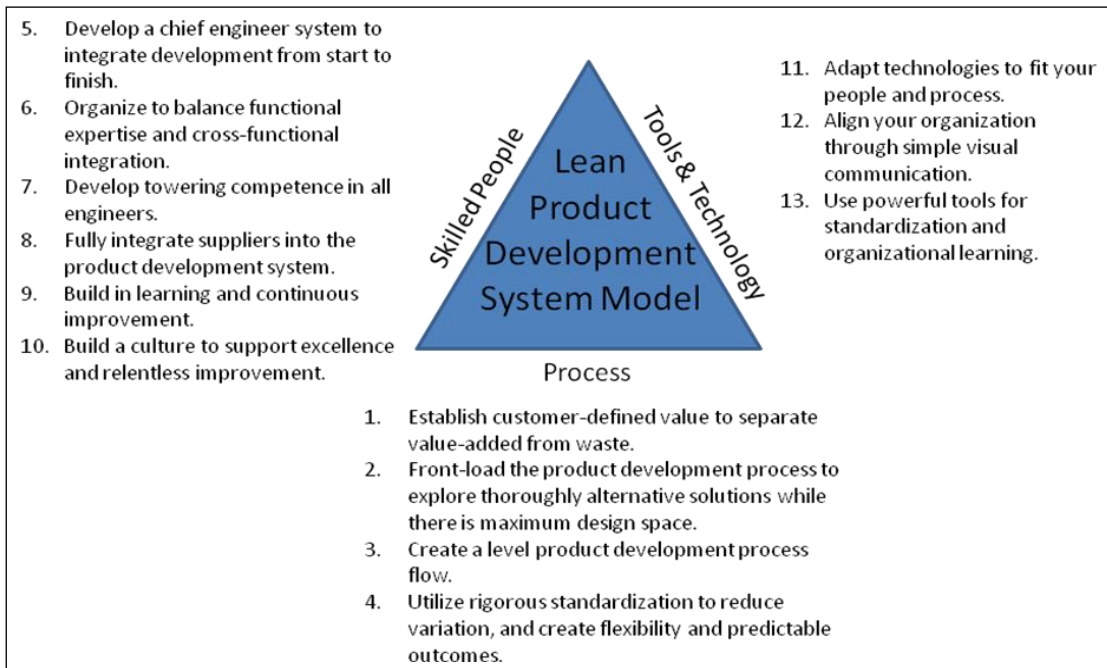 5. Develop a chief engineer system to
integrate development from start to
finish.
6. Organize to balance functional
expertise and cross-functional
integration.
7. Develop towering competence in all
engineers.
8. Fully integrate suppliers into the
product development system.
9. Build in learning and continuous
improvement.
10. Build a culture to support excellence
and relentless improvement.
Skilled People
Lean
Product
Development
System Model
Tools & Technology
Process
11. Adapt technologies to fit your
people and process.
12. Align your organization
through simple visual
communication.
13. Use powerful tools for
standardization and
organizational learning.
1. Establish customer-defined value to separate
value-added from waste.
2. Front-load the product development process to
explore thoroughly alternative solutions while
there is maximum design space.
3. Create a level product development process
flow.
4. Utilize rigorous standardization to reduce
variation, and create flexibility and predictable
outcomes.